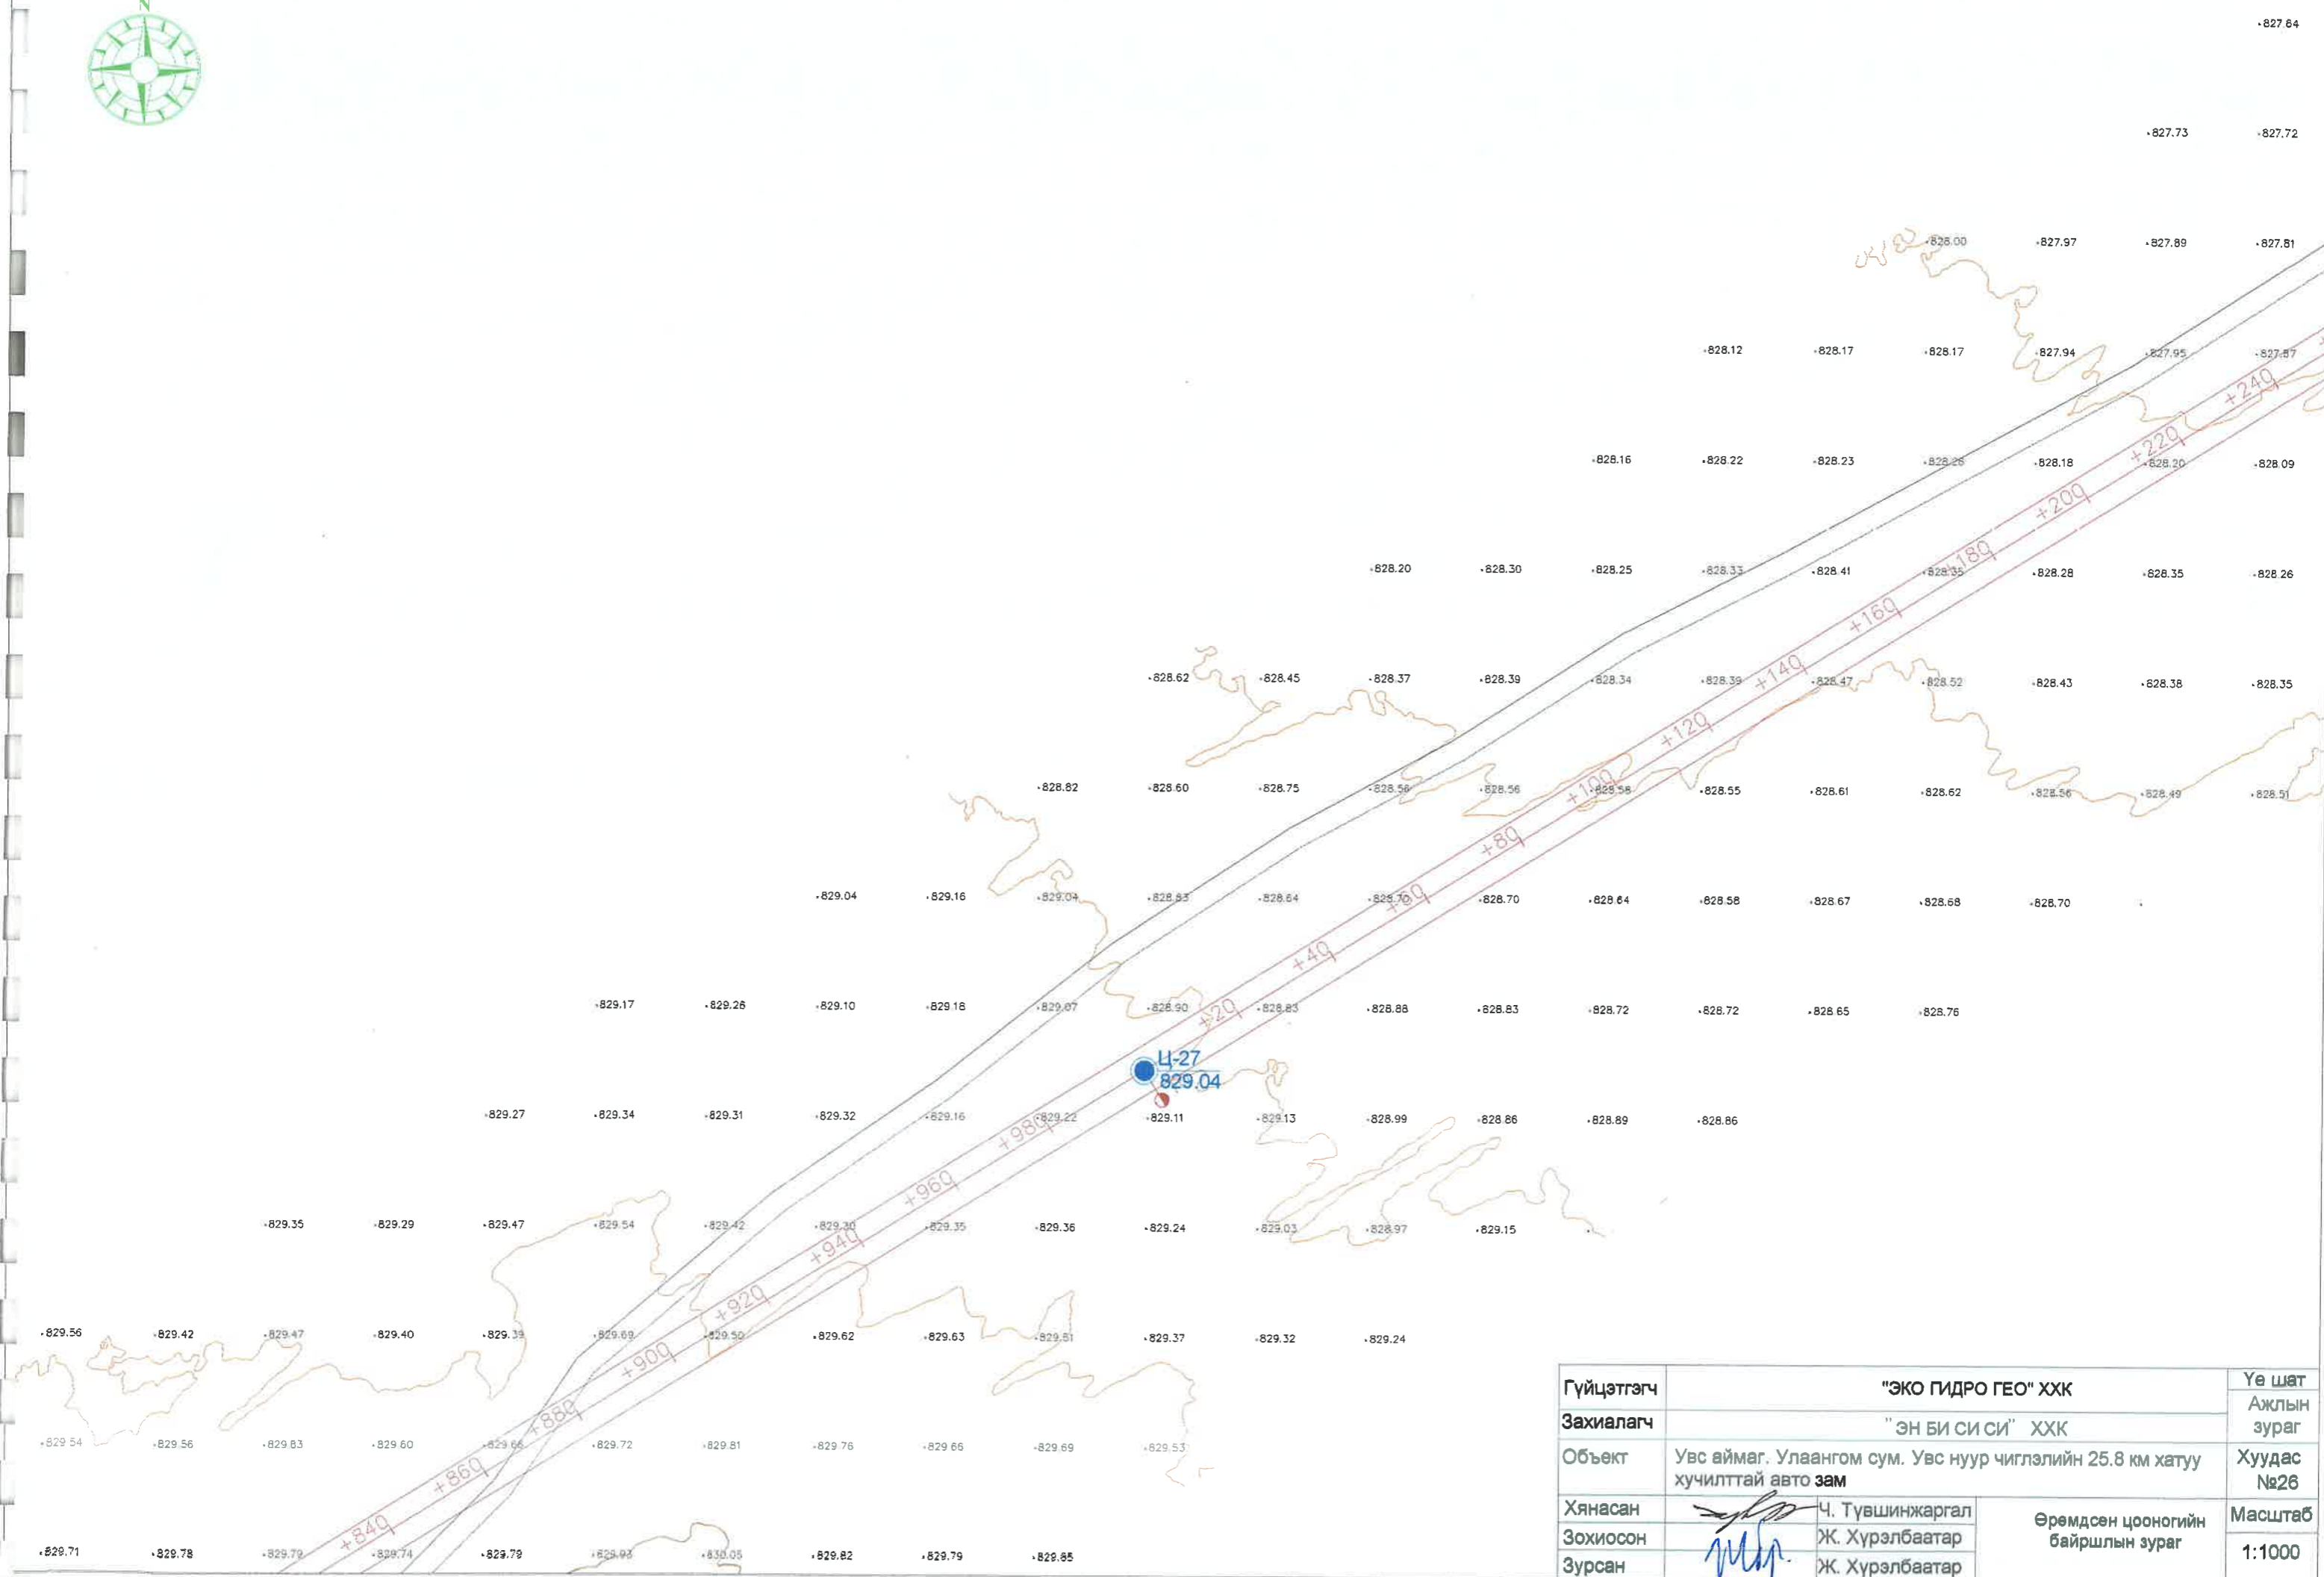 N
827.64
827.73 827.72
828.00 827.97 827.89 827.81
828.12 828.17 828.17 827.94 827.95 827.87
+240
+220
828.16 828.22 828.23 828.26 828.18 828.20 828.09
+200
+180
828.20 828.30 828.25 828.33 828.41 828.35 828.28 828.35 828.26
+160
+140
828.62 828.45 828.37 828.39 828.34 828.39 828.47 828.52 828.43 828.38 828.35
+120
+100
828.82 828.60 828.75 828.56 828.56 828.58 828.55 828.61 828.62 828.56 828.49 828.51
+80
+60
829.04 829.16 829.04 828.83 828.64 828.70 828.70 828.64 828.58 828.67 828.68 828.70
+40
+20
829.17 829.26 829.10 829.18 829.07 828.90 828.83 828.88 828.83 828.72 828.72 828.65 828.76
Ц-27
829.04
829.27 829.34 829.31 829.32 829.16 829.22 829.11 829.13 828.99 828.86 828.89 828.86
+980
+960
829.35 829.29 829.47 829.54 829.42 829.30 829.35 829.36 829.24 829.03 828.97 829.15
+940
+920
829.56 829.42 829.47 829.40 829.39 829.69 829.50 829.62 829.63 829.51 829.37 829.32 829.24
+900
+880
829.54 829.56 829.83 829.60 829.66 829.72 829.81 829.76 829.66 829.69 829.53
+860
+840
829.71 829.78 829.79 829.74 829.79 829.93 830.05 829.82 829.79 829.85
Гүйцэтгэгч "ЭКО ГИДРО ГЕО" ХХК Үе шат
Захиалагч "ЭН БИ СИ СИ" ХХК Ажлын
зураг
Объект Увс аймаг. Улаангом сум. Увс нуур чиглэлийн 25.8 км хатуу Хуудас
хучилттай авто зам №26
Хянасан Ч. Түвшинжаргал Өрөмдсөн цооногийн Масштаб
Зохиосон Ж. Хүрэлбаатар байршлын зураг 1:1000
Зурсан Ж. Хүрэлбаатар